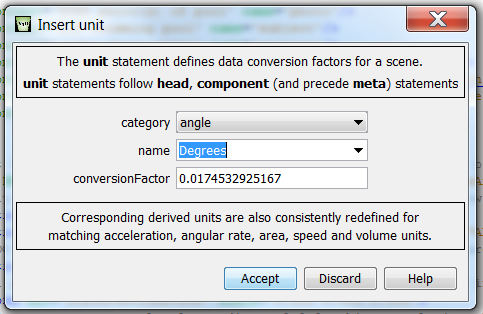 Insert unit
The unit statement defines data conversion factors for a scene.
unit statements follow head, component (and precede meta) statements
category angle
name Degrees
conversionFactor 0.0174532925167
Corresponding derived units are also consistently redefined for
matching acceleration, angular rate, area, speed and volume units.
Accept Discard Help